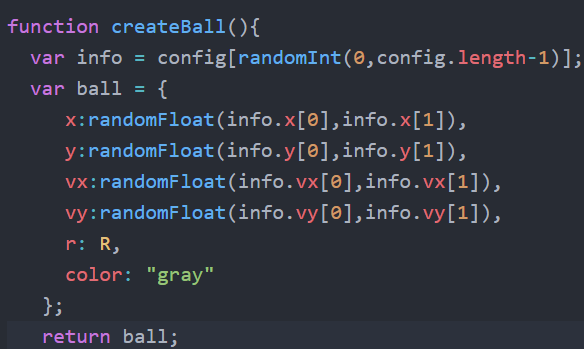 function createBall(){
  var info = config[randomInt(0,config.length-1)];
  var ball = {
     x:randomFloat(info.x[0],info.x[1]),
     y:randomFloat(info.y[0],info.y[1]),
     vx:randomFloat(info.vx[0],info.vx[1]),
     vy:randomFloat(info.vy[0],info.vy[1]),
     r: R,
     color: "gray"
   };
   return ball;